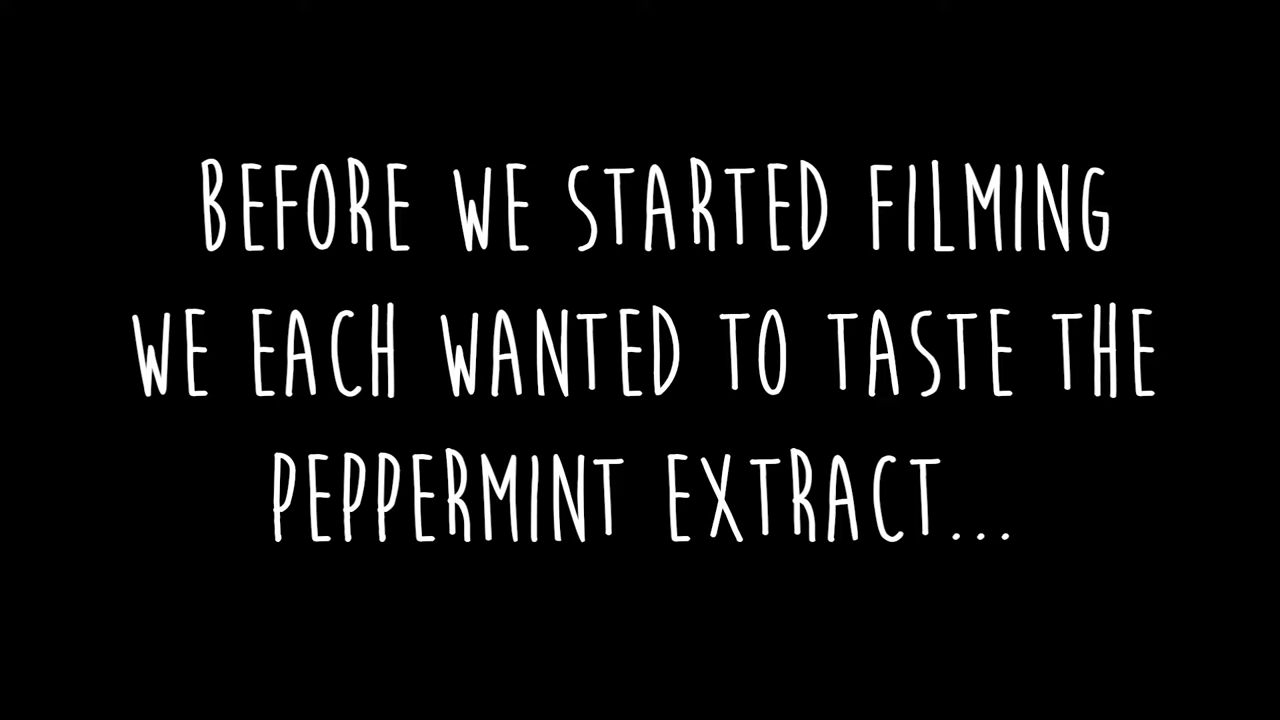 BEFORE WE STARTED FILMING
WE EACH WANTED TO TASTE THE
PEPPERMINT EXTRACT...